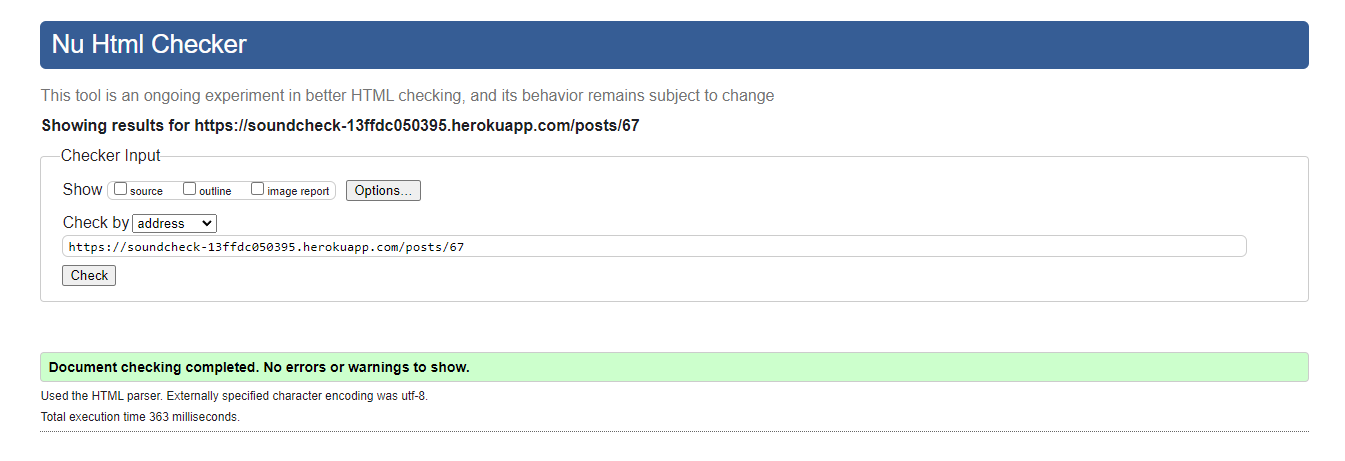 Nu Html Checker
This tool is an ongoing experiment in better HTML checking, and its behavior remains subject to change
Showing results for https://soundcheck-13ffdc050395.herokuapp.com/posts/67
Checker Input
Show source outline image report Options...
Check by address
https://soundcheck-13ffdc050395.herokuapp.com/posts/67
Check
Document checking completed. No errors or warnings to show.
Used the HTML parser. Externally specified character encoding was utf-8.
Total execution time 363 milliseconds.